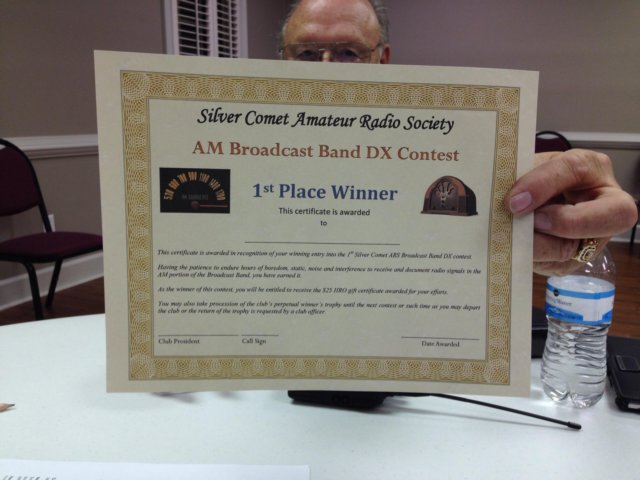 Silver Comet Amateur Radio Society
AM Broadcast Band DX Contest
1st Place Winner
This certificate is awarded
to
This certificate is awarded in recognition of your winning entry into the 1st Silver Comet ARS Broadcast Band DX contest.
Having the patience to endure hours of boredom, static, noise and interference to receive and document radio signals in the
AM portion of the Broadcast Band, you have earned it.
As the winner of this contest, you will be entitled to receive the $25 HRO gift certificate awarded for your efforts.
You may also take procession of the club's perpetual winner's trophy until the next contest or such time as you may depart
the club or the return of the trophy is requested by a club officer.
Club President Call Sign Date Awarded